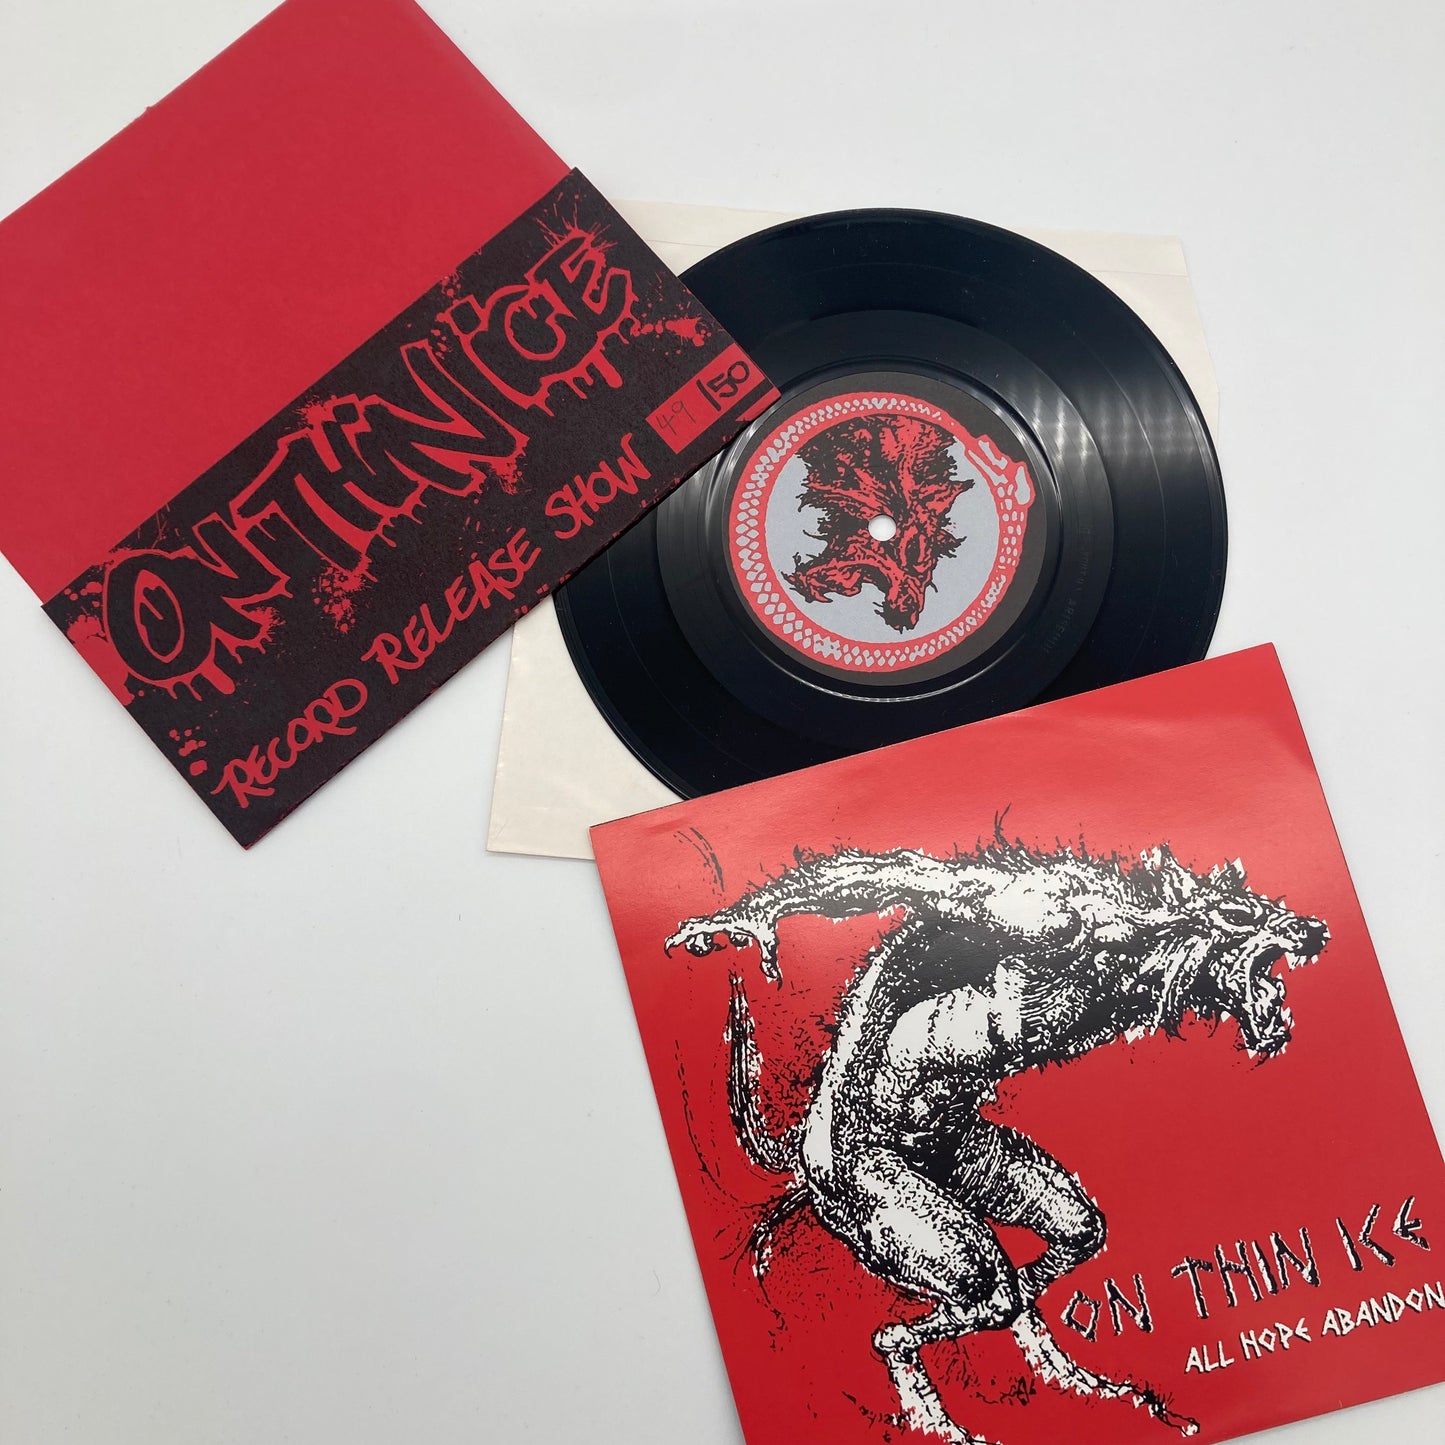 ON THIN ICE
RECORD RELEASE SHOW
49 /50
ON THIN ICE
ALL HOPE ABANDON